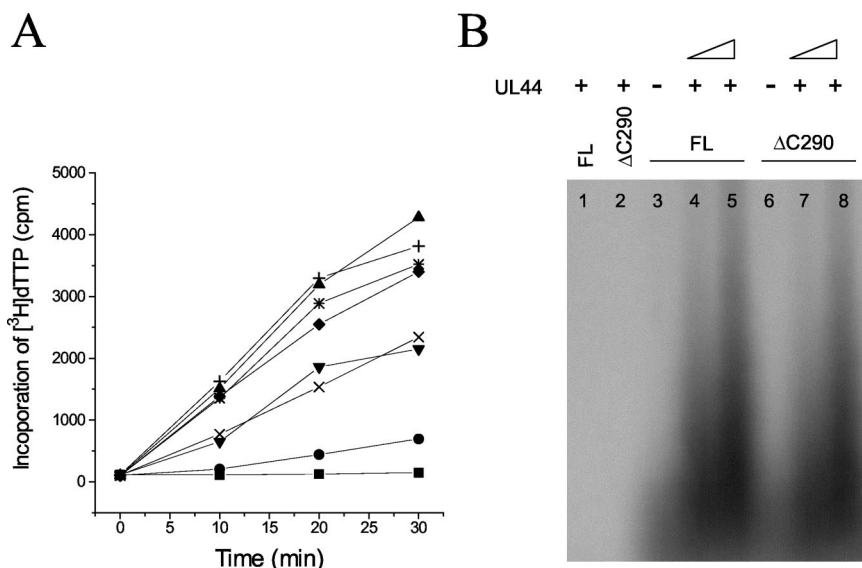 A
5000
4000
3000
2000
1000
0
0 5 10 15 20 25 30
Incoporation of [³H]dTTP (cpm)
Time (min)
B
UL44 + + - + + - + +
FL ΔC290 FL ΔC290
1 2 3 4 5 6 7 8